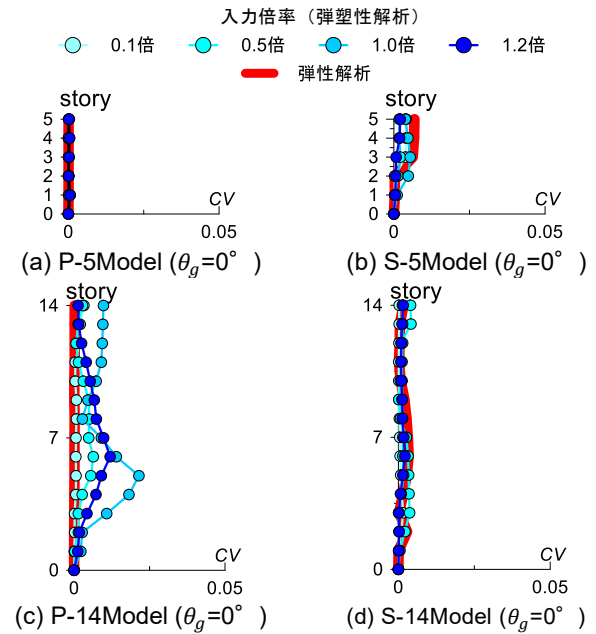 入力倍率（弾塑性解析）
0.1倍 0.5倍 1.0倍 1.2倍
弾性解析
story story
5 5
4 4
3 3
2 2
1 CV 1 CV
0 0
0 0.05 0 0.05
(a) P-5Model (θg=0°) (b) S-5Model (θg=0°)
story story
14 14
7 7
CV CV
0 0
0 0.05 0 0.05
(c) P-14Model (θg=0°) (d) S-14Model (θg=0°)